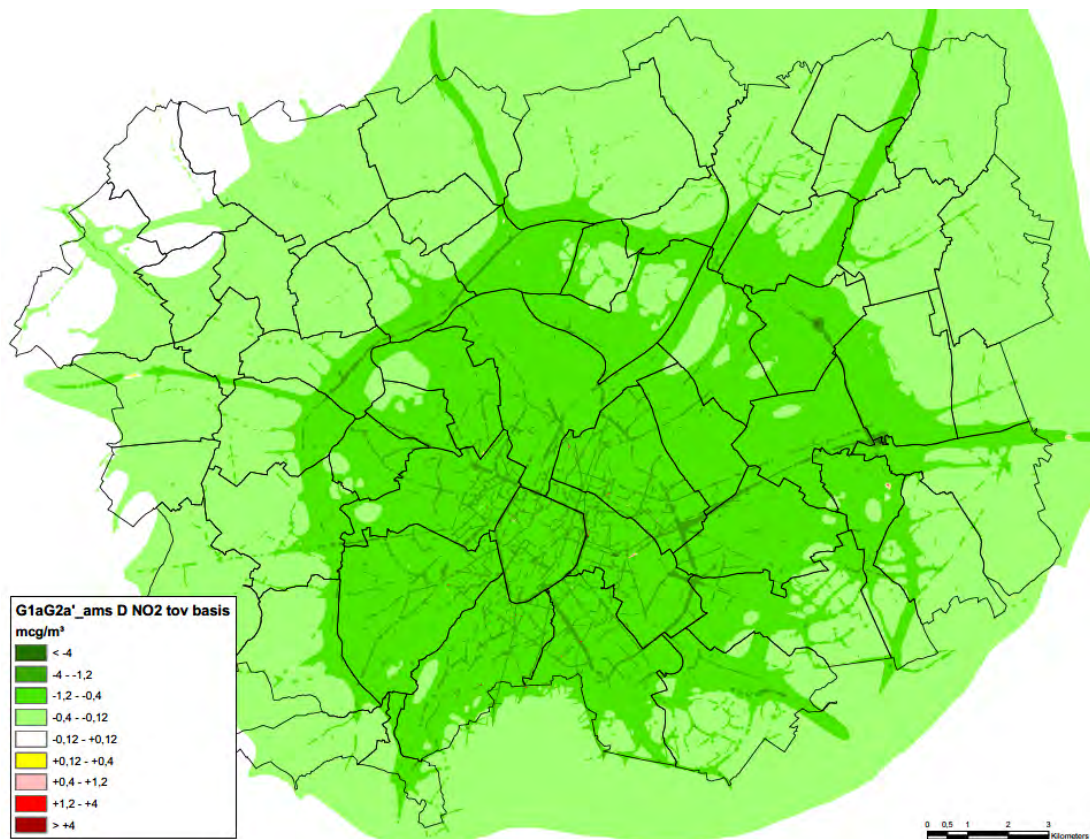 G1aG2a'_ams D NO2 tov basis
mcg/m³
< -4
-4 - -1,2
-1,2 - -0,4
-0,4 - -0,12
-0,12 - +0,12
+0,12 - +0,4
+0,4 - +1,2
+1,2 - +4
> +4
0 0,5 1 2 3
Kilometers